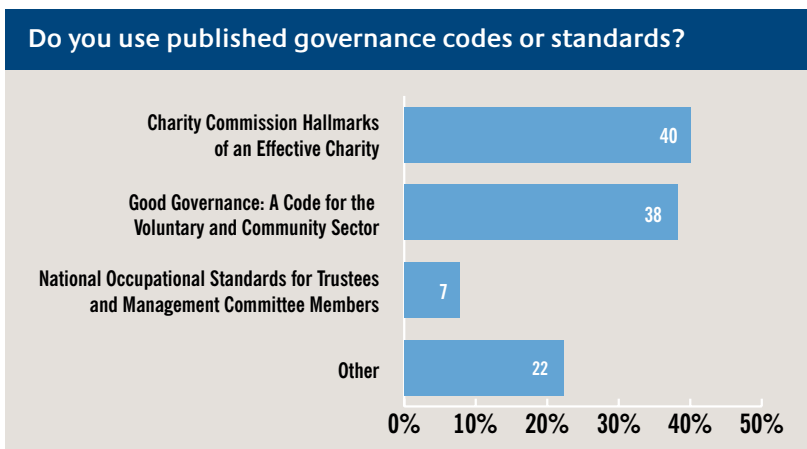 Do you use published governance codes or standards?
Charity Commission Hallmarks
of an Effective Charity
40
Good Governance: A Code for the
Voluntary and Community Sector
38
National Occupational Standards for Trustees
and Management Committee Members
7
Other
22
0% 10% 20% 30% 40% 50%